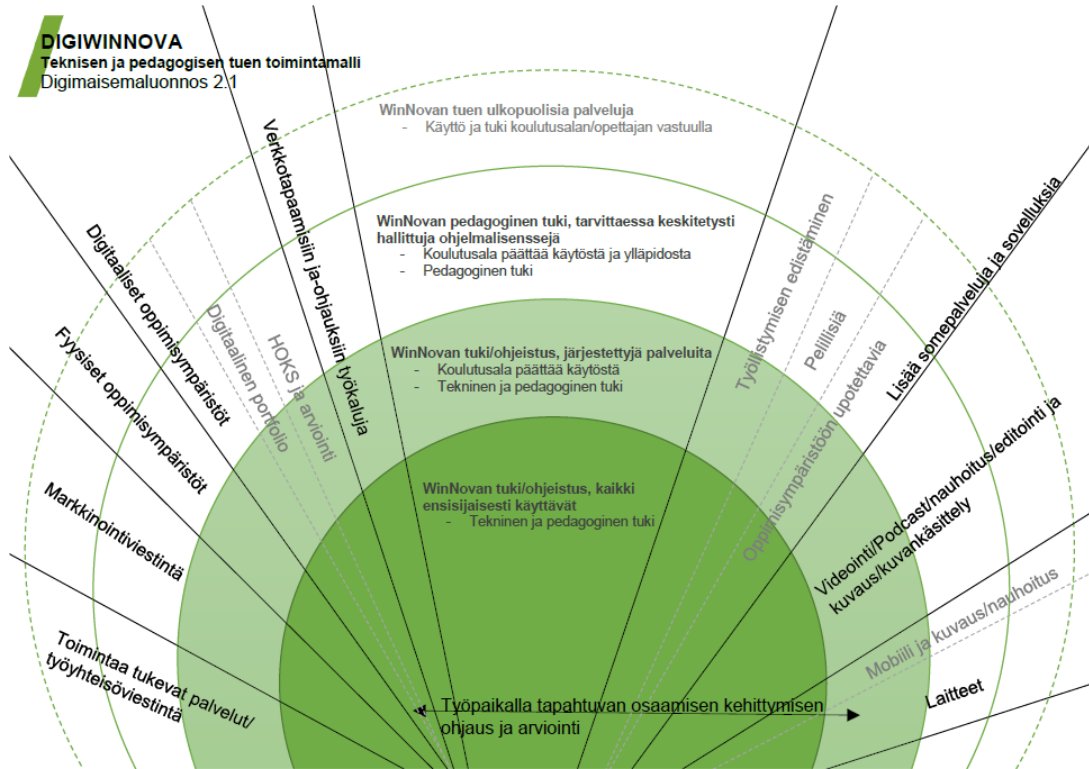 DIGIWINNOVA
Teknisen ja pedagogisen tuen toimintamalli
Digimaisemaluonnos 2.1
WinNovan tuen ulkopuolisia palveluja
- Käyttö ja tuki koulutusalan/opettajan vastuulla
WinNovan pedagoginen tuki, tarvittaessa keskitetysti
hallittuja ohjelmalisenssejä
- Koulutusala päättää käytöstä ja ylläpidosta
- Pedagoginen tuki
WinNovan tuki/ohjeistus, järjestettyjä palveluita
- Koulutusala päättää käytöstä
- Tekninen ja pedagoginen tuki
WinNovan tuki/ohjeistus, kaikki
ensisijaisesti käyttävät
- Tekninen ja pedagoginen tuki
Toimintaa tukevat palvelut/
työyhteisöviestintä
Markkinointiviestintä
Fyysiset oppimisympäristöt
Digitaaliset oppimisympäristöt
Digitaalinen portfolio
HOKS ja arviointi
Verkkotapaamisiin ja-ohjauksiin työkaluja
Työllistymisen edistäminen
Pelillisiä
Oppimisympäristöön upotettavia
Lisää somepalveluja ja sovelluksia
Videointi/Podcast/nauhoitus/editointi ja
kuvaus/kuvankäsittely
Mobiili ja kuvaus/nauhoitus
Laitteet
Työpaikalla tapahtuvan osaamisen kehittymisen
ohjaus ja arviointi